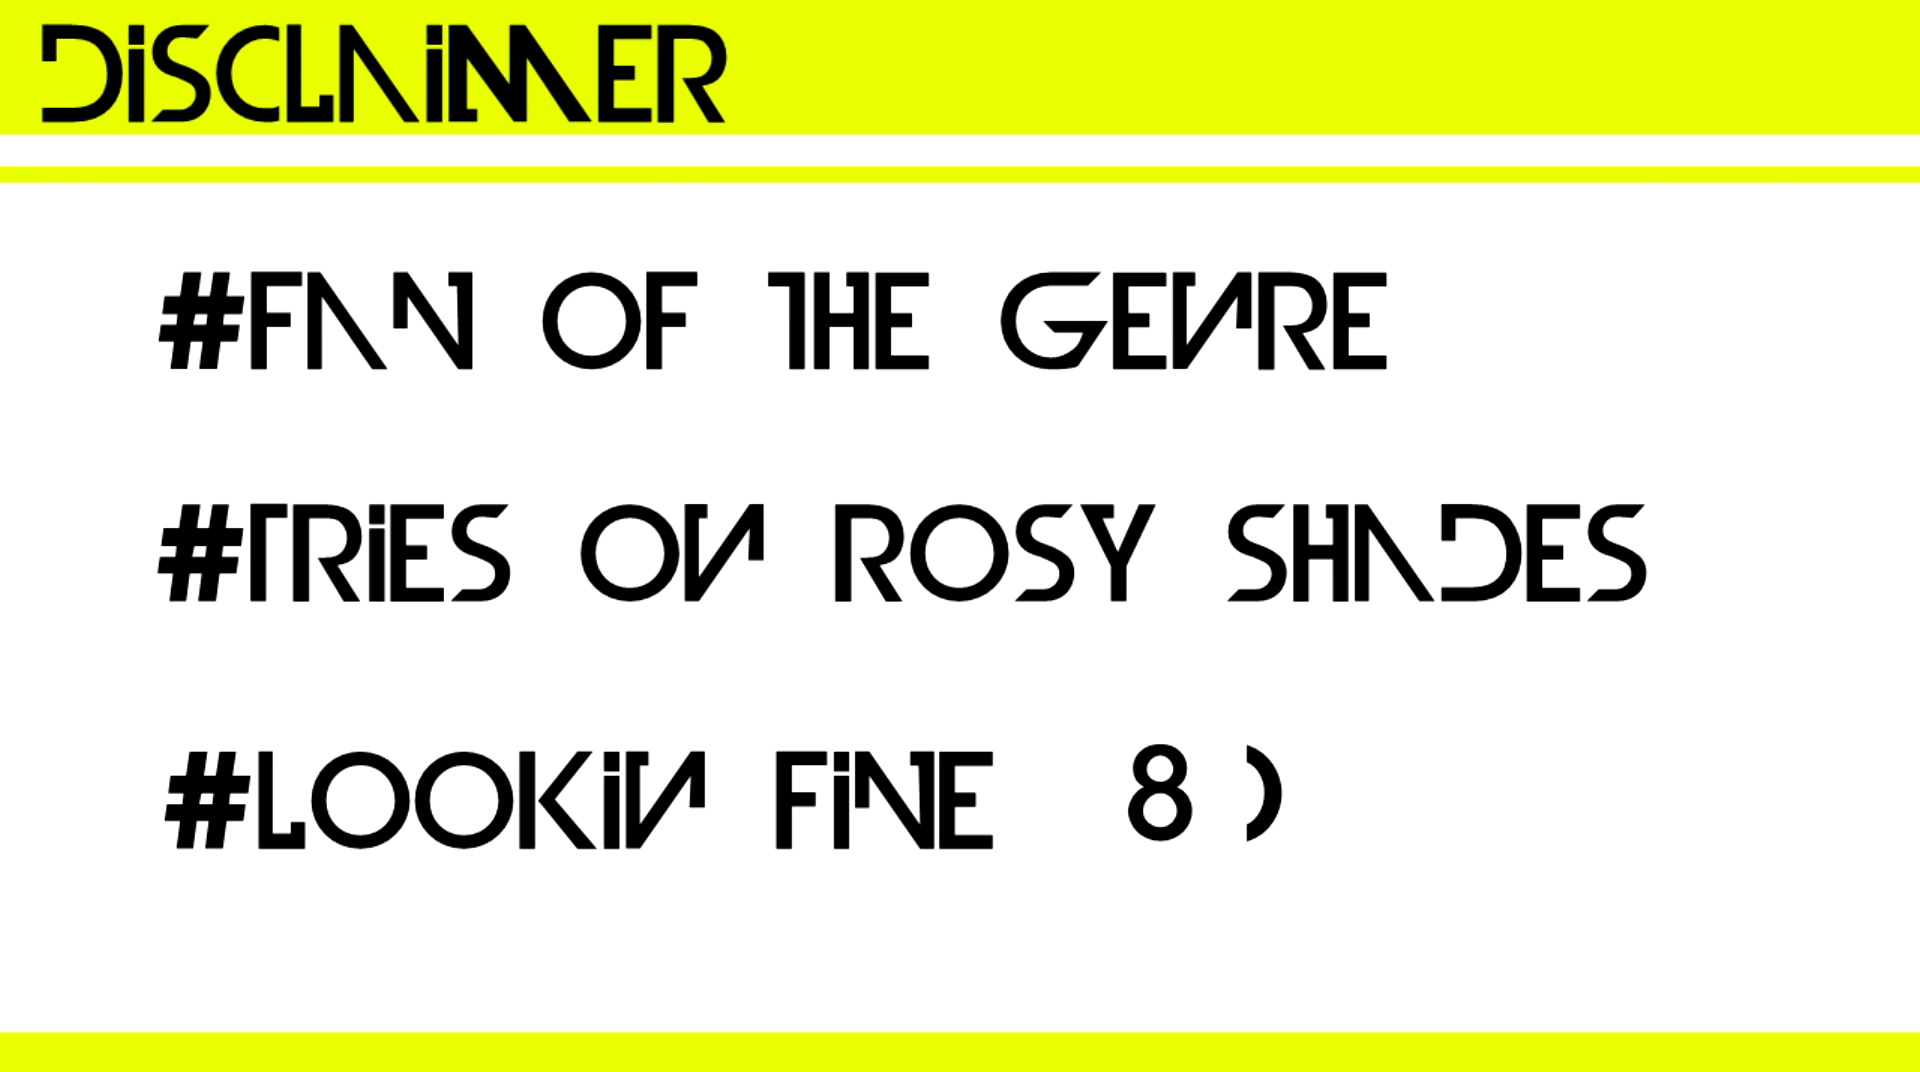 DiSCLAiMER
#FAN OF THE GENRE
#TRiES ON ROSY SHADES
#LOOKiN FiNE 8 )